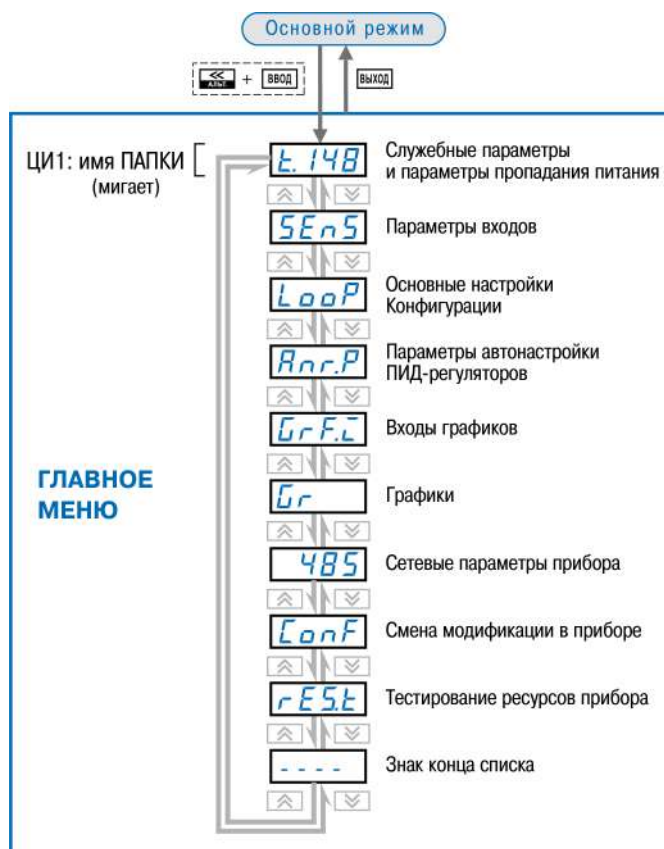 Основной режим
<<
АЛЬТ.
+
ВВОД
ВЫХОД
ЦИ1: имя ПАПКИ
(мигает)
t.148
Служебные параметры
и параметры пропадания питания
SEnS
Параметры входов
LooP
Основные настройки
Конфигурации
Anr.P
Параметры автонастройки
ПИД-регуляторов
GrF.i
Входы графиков
ГЛАВНОЕ
МЕНЮ
Gr
Графики
485
Сетевые параметры прибора
ConF
Смена модификации в приборе
rES.t
Тестирование ресурсов прибора
----
Знак конца списка